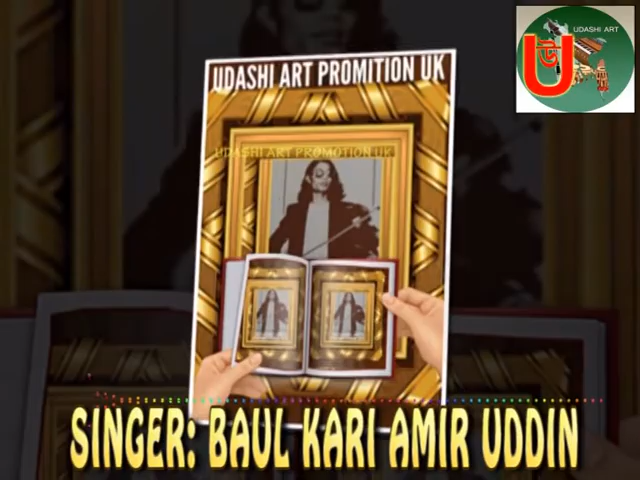 UDASHI ART PROMITION UK
UDASHI ART
উ
U
UDASHI ART PROMOTION UK
SINGER: BAUL KARI AMIR UDDIN